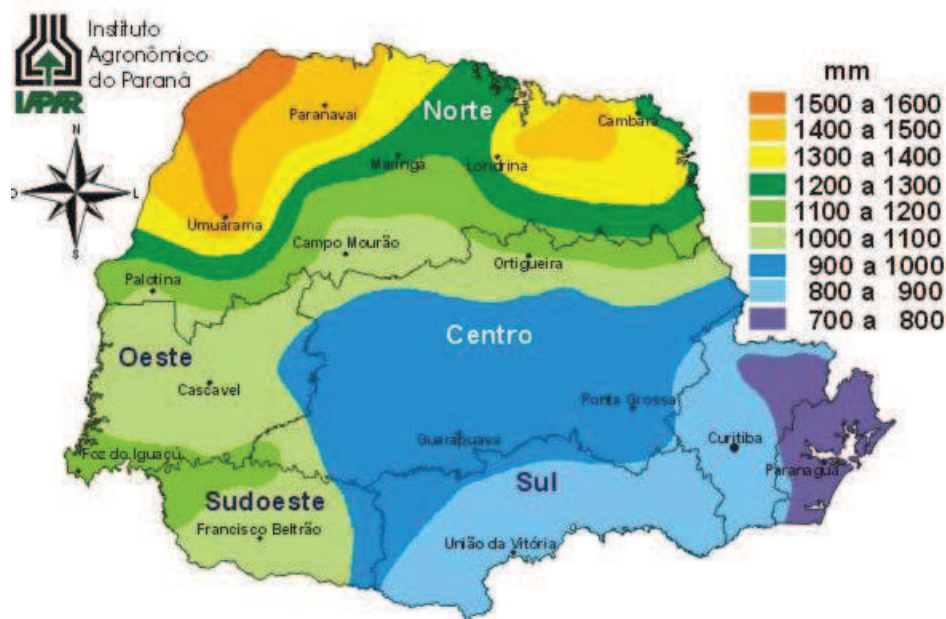 Instituto
Agronômico
do Paraná
IAPAR
N
O
L
S
mm
1500 a 1600
1400 a 1500
1300 a 1400
1200 a 1300
1100 a 1200
1000 a 1100
900 a 1000
800 a 900
700 a 800
Paranavaí
Norte
Cambará
Maringá
Londrina
Umuarama
Campo Mourão
Ortigueira
Palotina
Centro
Oeste
Cascavel
Ponta Grossa
Guarapuava
Curitiba
Foz do Iguaçú
Paranaguá
Sudoeste
Sul
Francisco Beltrão
União da Vitória